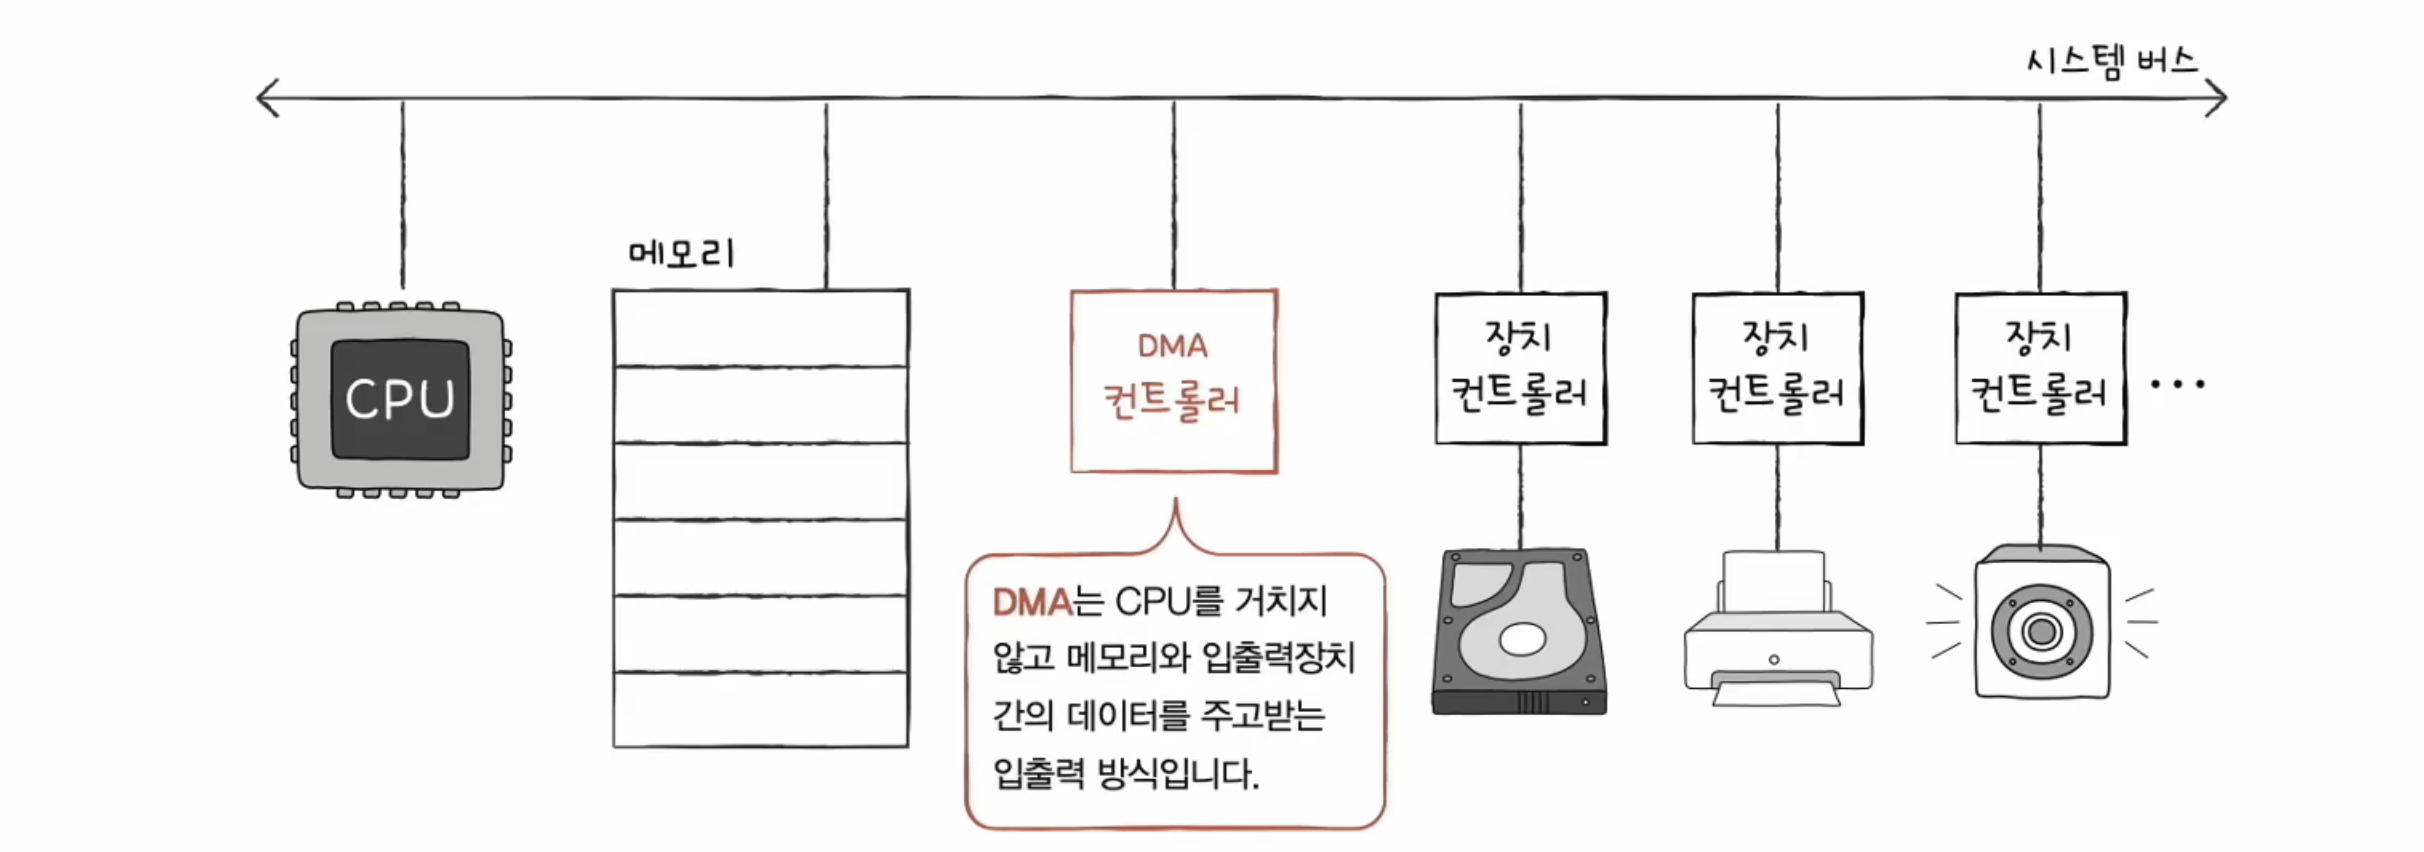 시스템 버스
메모리
CPU
DMA
컨트롤러
장치
컨트롤러
장치
컨트롤러
장치
컨트롤러
...
DMA는 CPU를 거치지
않고 메모리와 입출력장치
간의 데이터를 주고받는
입출력 방식입니다.